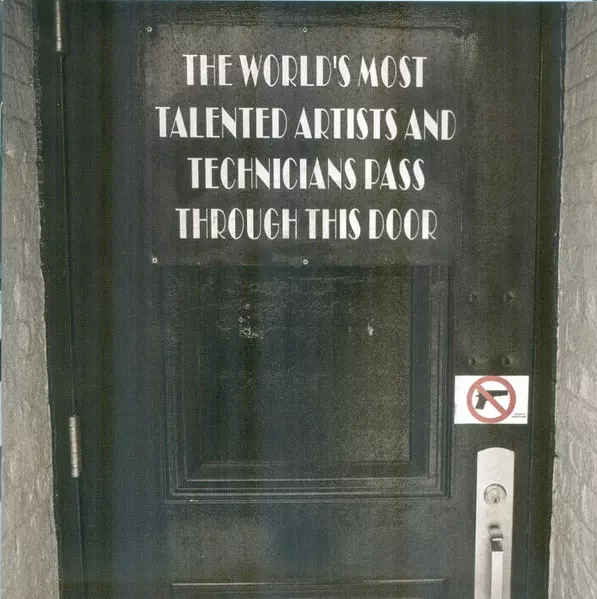 THE WORLD'S MOST
TALENTED ARTISTS AND
TECHNICIANS PASS
THROUGH THIS DOOR